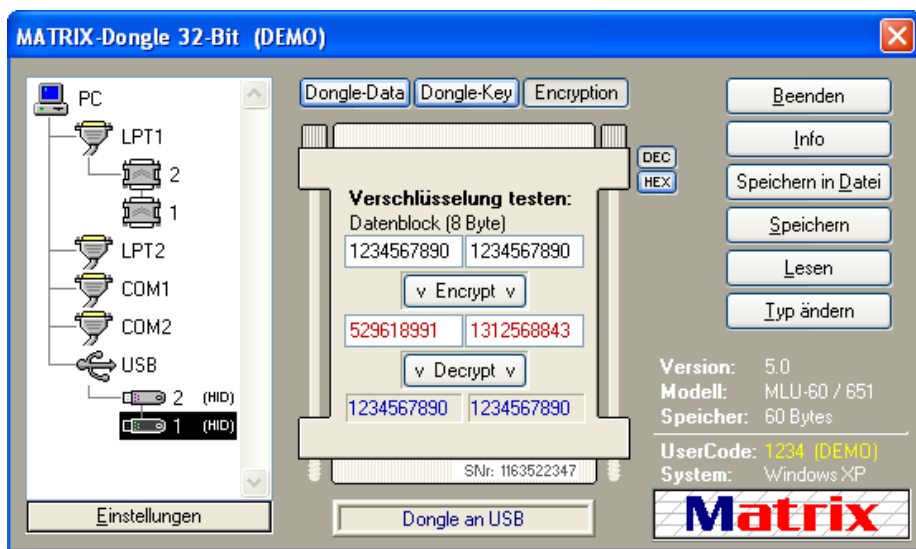 MATRIX-Dongle 32-Bit (DEMO)
PC
LPT1
2
1
LPT2
COM1
COM2
USB
2 (HID)
1 (HID)
Einstellungen
Dongle-Data Dongle-Key Encryption
DEC
HEX
Verschlüsselung testen:
Datenblock (8 Byte)
1234567890 1234567890
v Encrypt v
529618991 1312568843
v Decrypt v
1234567890 1234567890
SNr: 1163522347
Dongle an USB
Beenden
Info
Speichern in Datei
Speichern
Lesen
Typ ändern
Version: 5.0
Modell: MLU-60 / 651
Speicher: 60 Bytes
UserCode: 1234 (DEMO)
System: Windows XP
Matrix